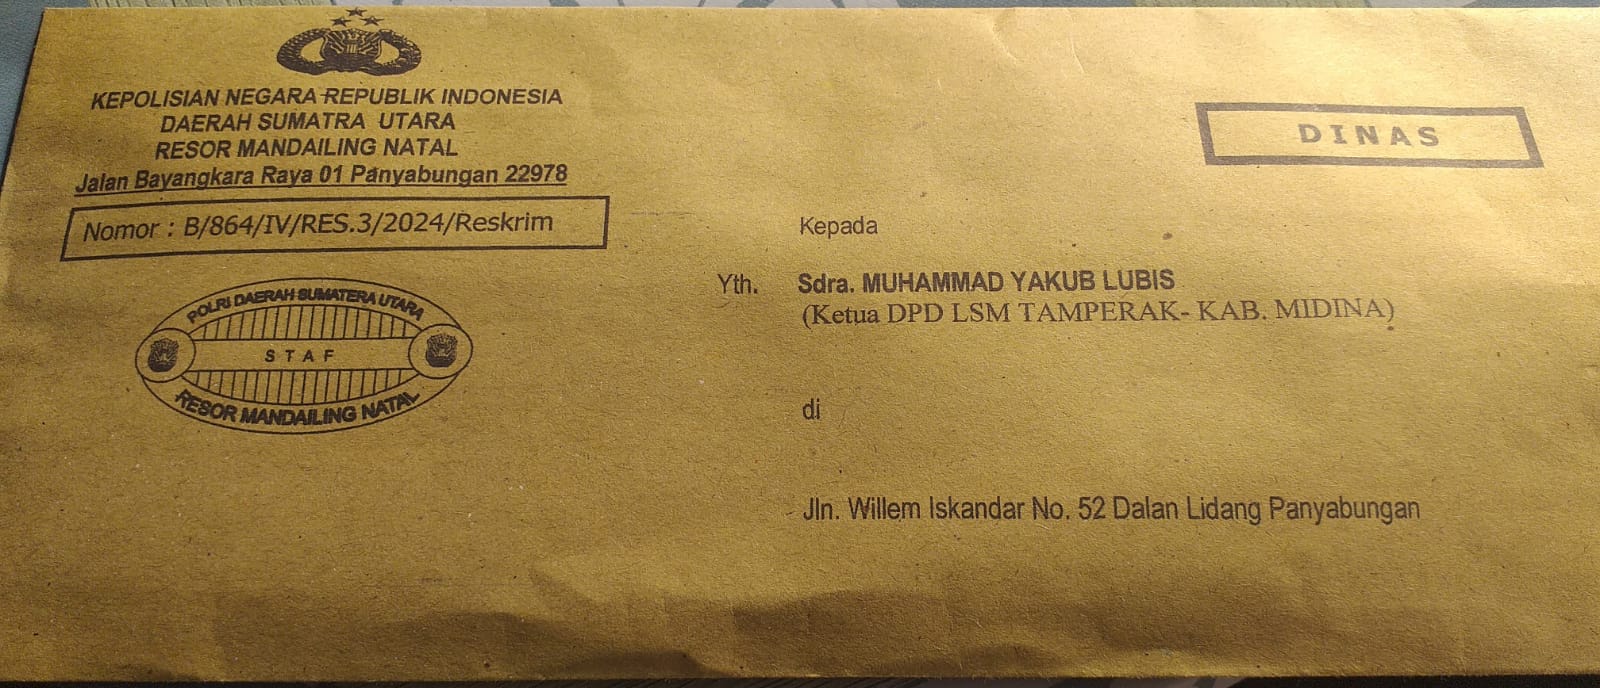 KEPOLISIAN NEGARA REPUBLIK INDONESIA
DAERAH SUMATRA UTARA
RESOR MANDAILING NATAL
Jalan Bayangkara Raya 01 Panyabungan 22978
Nomor : B/864/IV/RES.3/2024/Reskrim
POLRI DAERAH SUMATERA UTARA
STAF
RESOR MANDAILING NATAL
DINAS
Kepada
Yth. Sdra. MUHAMMAD YAKUB LUBIS
(Ketua DPD LSM TAMPERAK- KAB. MIDINA)
di
Jln. Willem Iskandar No. 52 Dalan Lidang Panyabungan